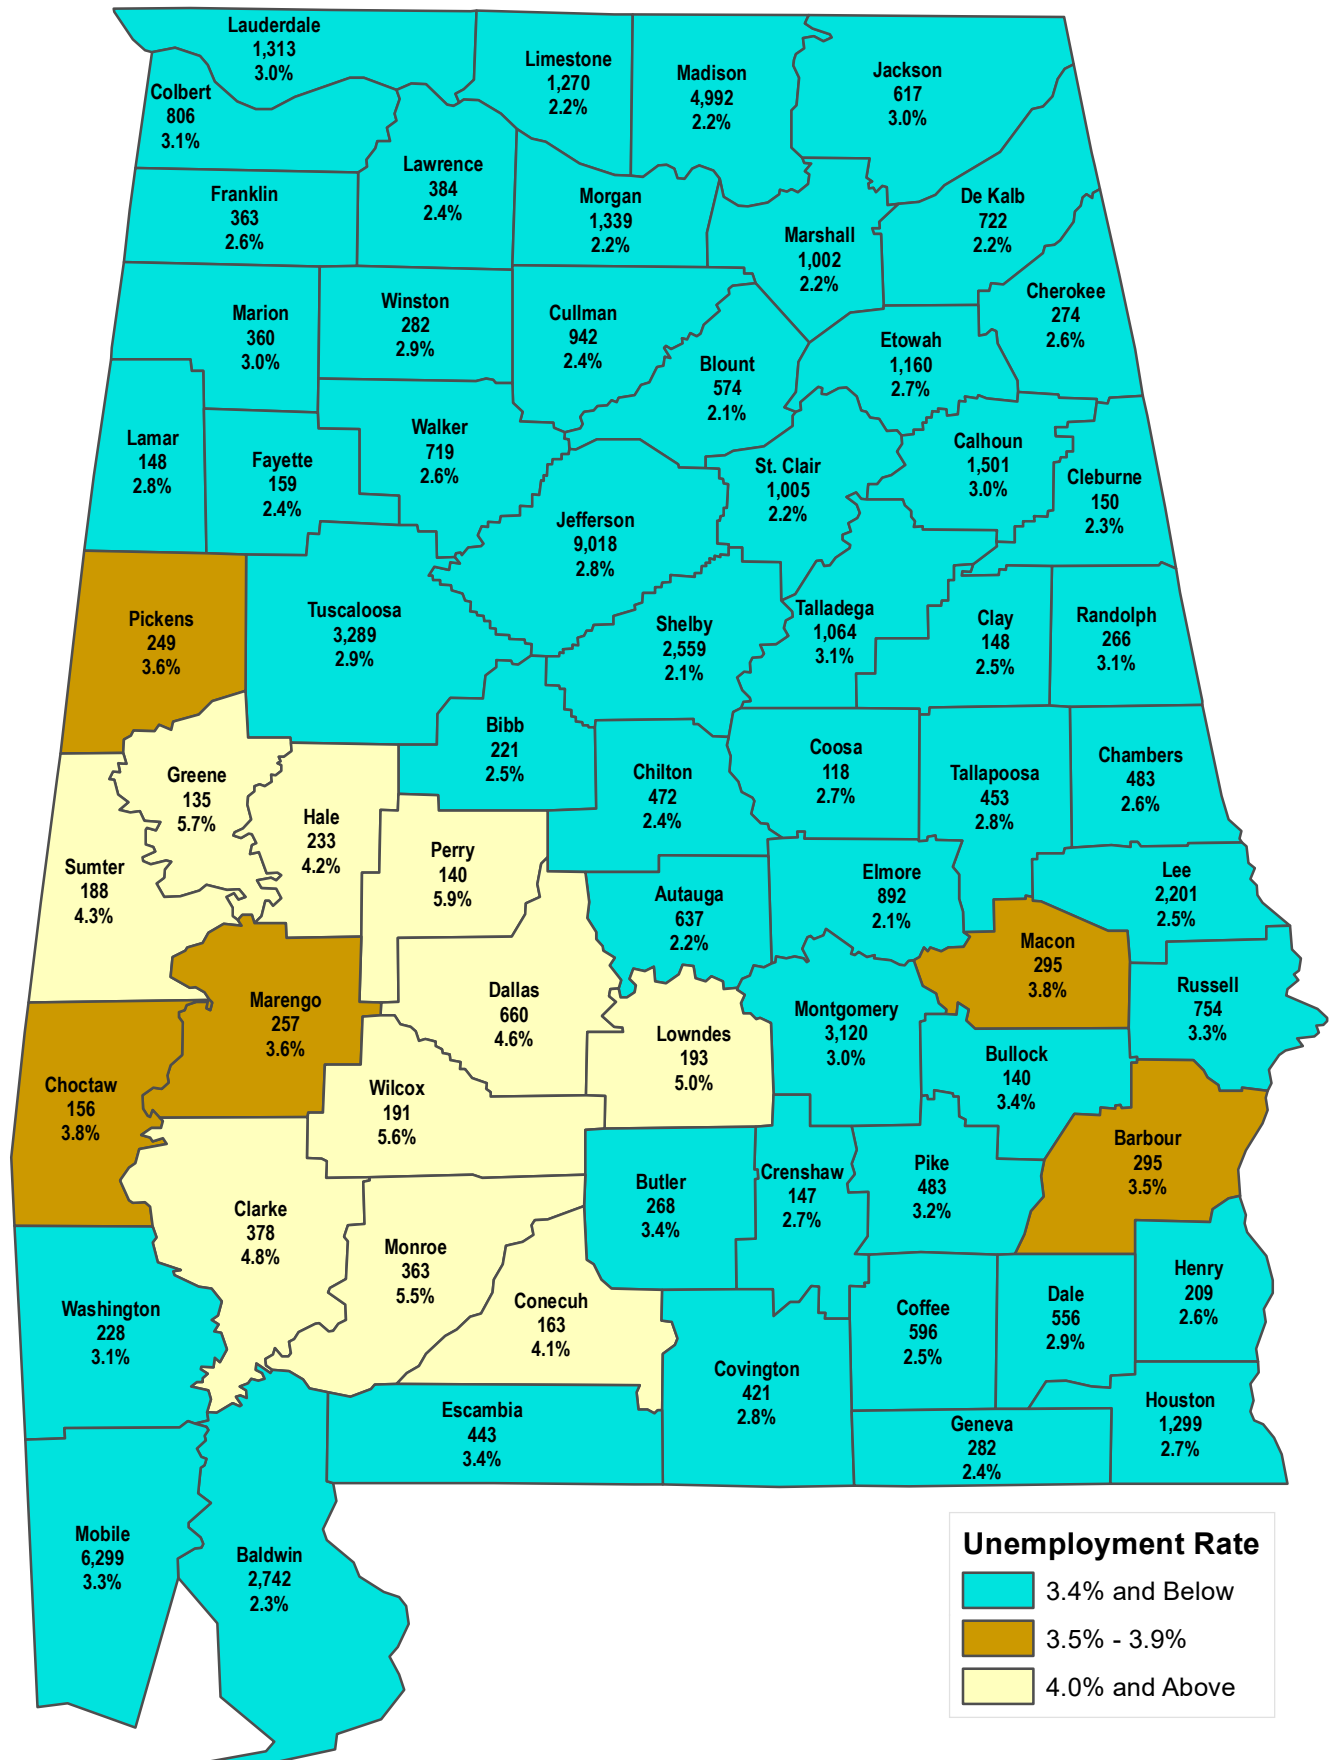 Lauderdale
1,313
3.0%
Colbert
806
3.1%
Limestone
1,270
2.2%
Madison
4,992
2.2%
Jackson
617
3.0%
Franklin
363
2.6%
Lawrence
384
2.4%
Morgan
1,339
2.2%
Marshall
1,002
2.2%
De Kalb
722
2.2%
Cherokee
274
2.6%
Marion
360
3.0%
Winston
282
2.9%
Cullman
942
2.4%
Blount
574
2.1%
Etowah
1,160
2.7%
Lamar
148
2.8%
Fayette
159
2.4%
Walker
719
2.6%
Jefferson
9,018
2.8%
St. Clair
1,005
2.2%
Calhoun
1,501
3.0%
Cleburne
150
2.3%
Pickens
249
3.6%
Tuscaloosa
3,289
2.9%
Shelby
2,559
2.1%
Talladega
1,064
3.1%
Clay
148
2.5%
Randolph
266
3.1%
Greene
135
5.7%
Hale
233
4.2%
Bibb
221
2.5%
Chilton
472
2.4%
Coosa
118
2.7%
Tallapoosa
453
2.8%
Chambers
483
2.6%
Sumter
188
4.3%
Perry
140
5.9%
Autauga
637
2.2%
Elmore
892
2.1%
Lee
2,201
2.5%
Macon
295
3.8%
Russell
754
3.3%
Choctaw
156
3.8%
Marengo
257
3.6%
Dallas
660
4.6%
Lowndes
193
5.0%
Montgomery
3,120
3.0%
Bullock
140
3.4%
Wilcox
191
5.6%
Barbour
295
3.5%
Clarke
378
4.8%
Monroe
363
5.5%
Butler
268
3.4%
Crenshaw
147
2.7%
Pike
483
3.2%
Washington
228
3.1%
Conecuh
163
4.1%
Covington
421
2.8%
Coffee
596
2.5%
Dale
556
2.9%
Henry
209
2.6%
Escambia
443
3.4%
Geneva
282
2.4%
Houston
1,299
2.7%
Mobile
6,299
3.3%
Baldwin
2,742
2.3%
Unemployment Rate
3.4% and Below
3.5% - 3.9%
4.0% and Above